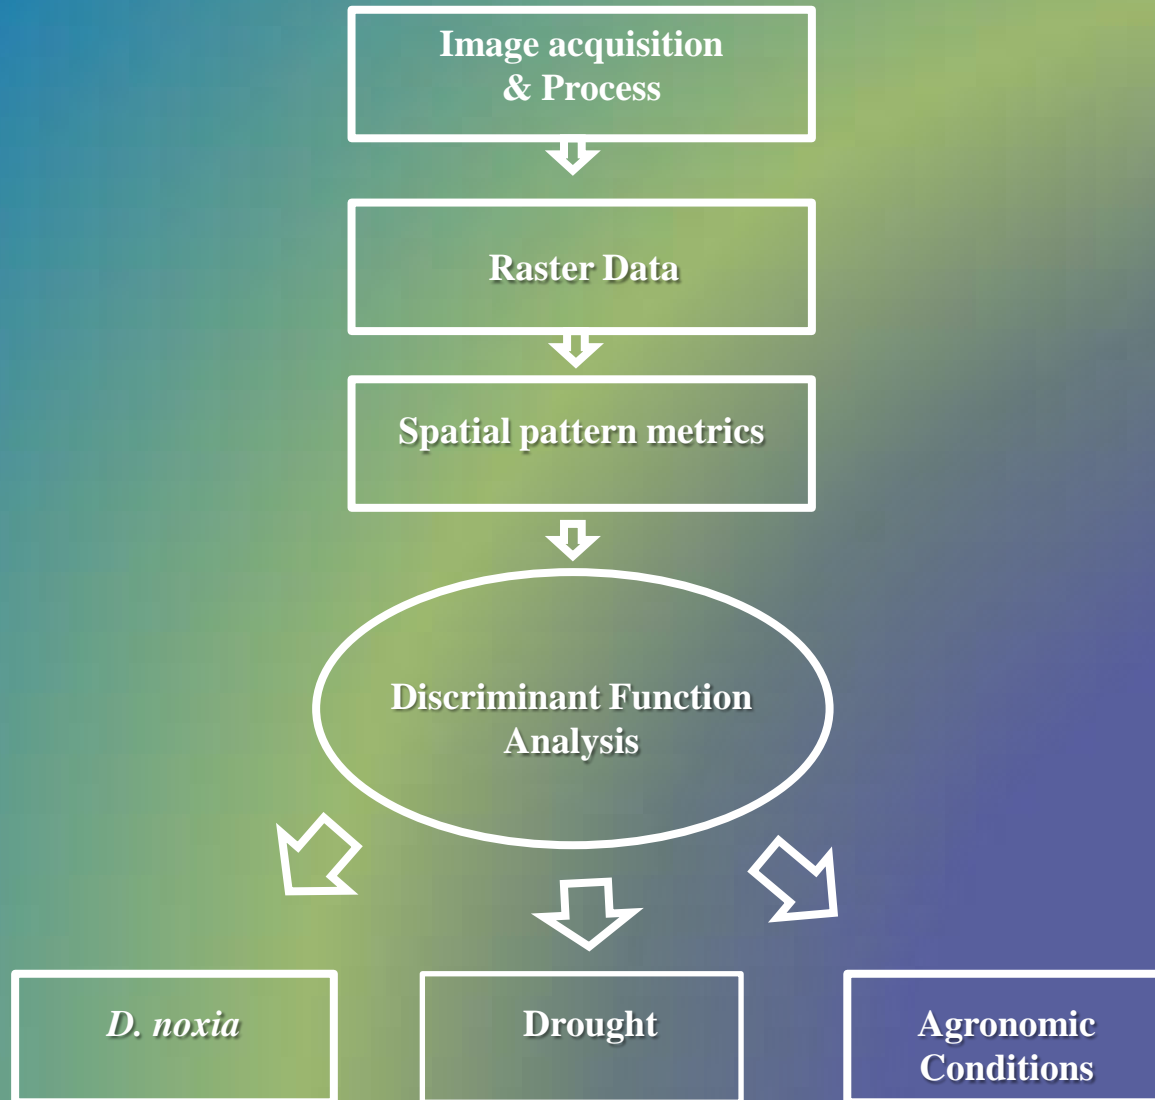 Image acquisition
& Process
Raster Data
Spatial pattern metrics
Discriminant Function
Analysis
D. noxia
Drought
Agronomic
Conditions